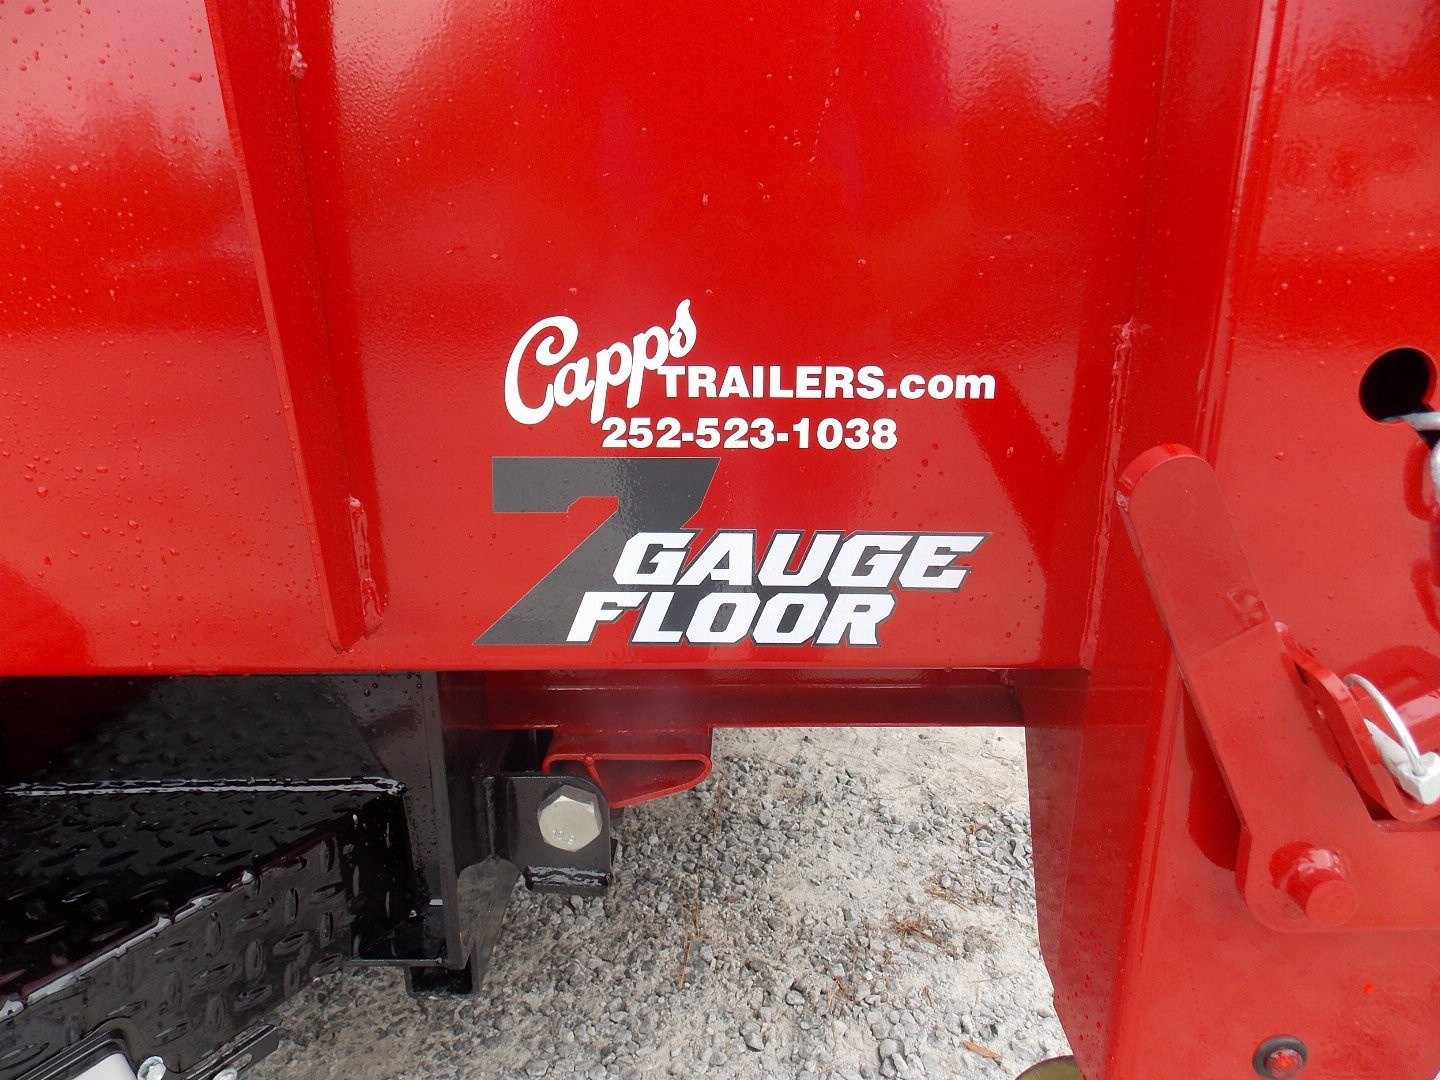 Capps TRAILERS.com
252-523-1038
7 GAUGE
FLOOR